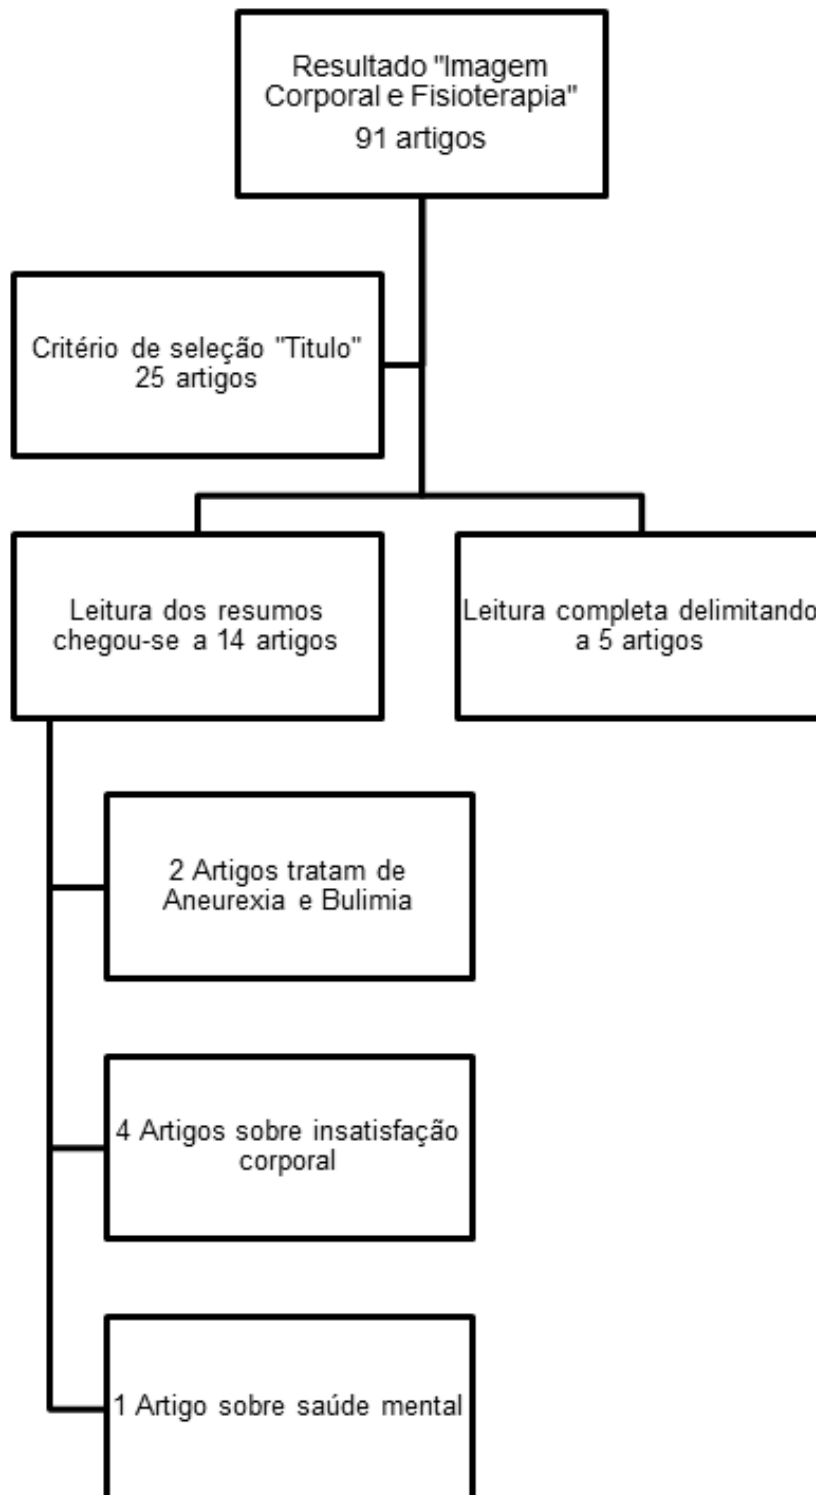 Resultado "Imagem
Corporal e Fisioterapia"
91 artigos
Critério de seleção "Titulo"
25 artigos
Leitura dos resumos
chegou-se a 14 artigos
Leitura completa delimitando
a 5 artigos
2 Artigos tratam de
Aneurexia e Bulimia
4 Artigos sobre insatisfação
corporal
1 Artigo sobre saúde mental